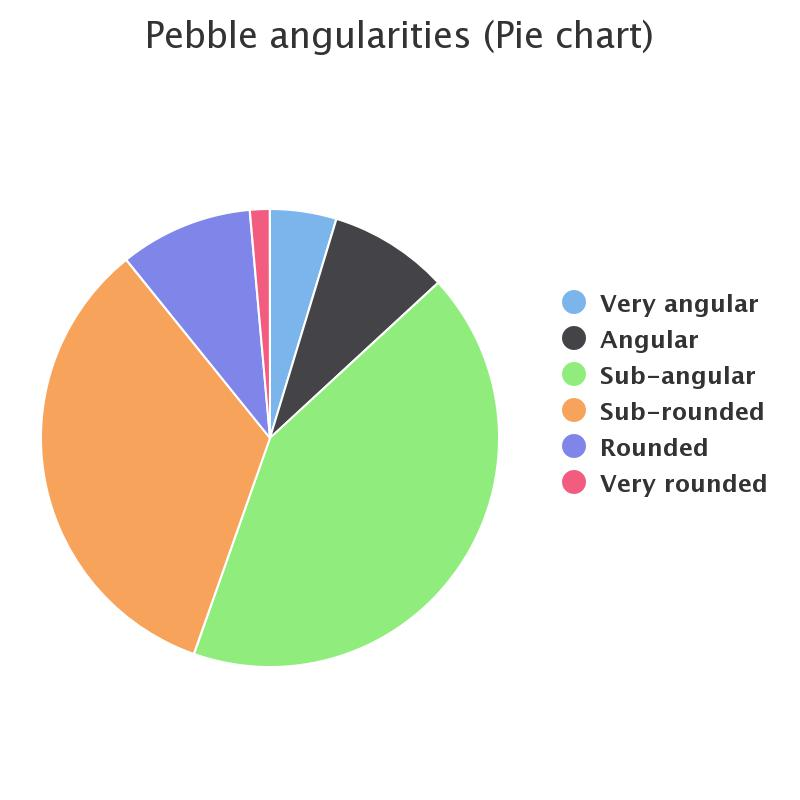 Pebble angularities (Pie chart)
Very angular
Angular
Sub-angular
Sub-rounded
Rounded
Very rounded